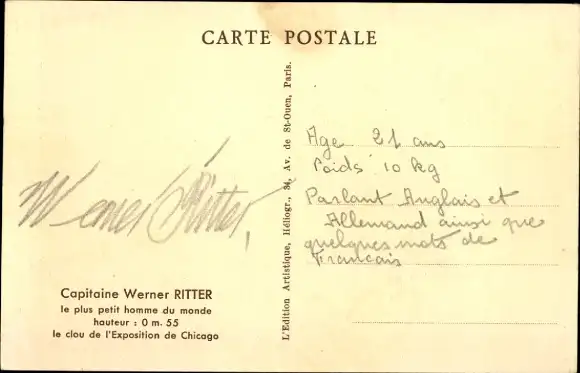 CARTE POSTALE
Werner Ritter,
Capitaine Werner RITTER
le plus petit homme du monde
hauteur : 0 m. 55
le clou de l'Exposition de Chicago
L'Edition Artistique, Héliogr., 34, Av. de St-Ouen, Paris.
Age 21 ans
Poids 10 kg
Parlant Anglais et
Allemand ainsi que
quelques mots de
Francais